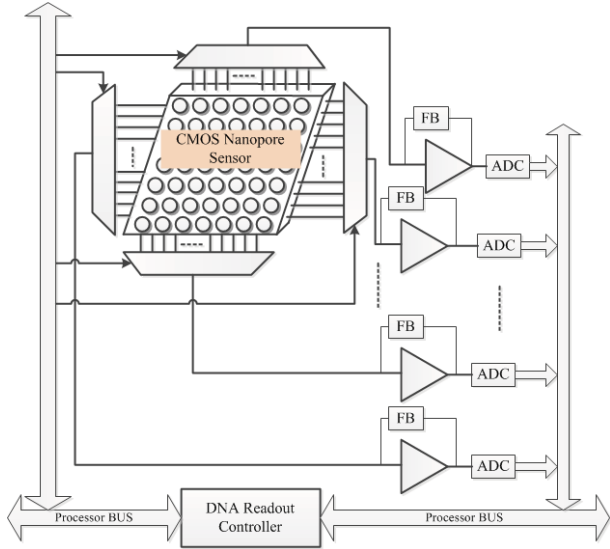 FB
CMOS Nanopore
Sensor
ADC
FB
ADC
FB
ADC
FB
ADC
DNA Readout
Controller
Processor BUS
Processor BUS